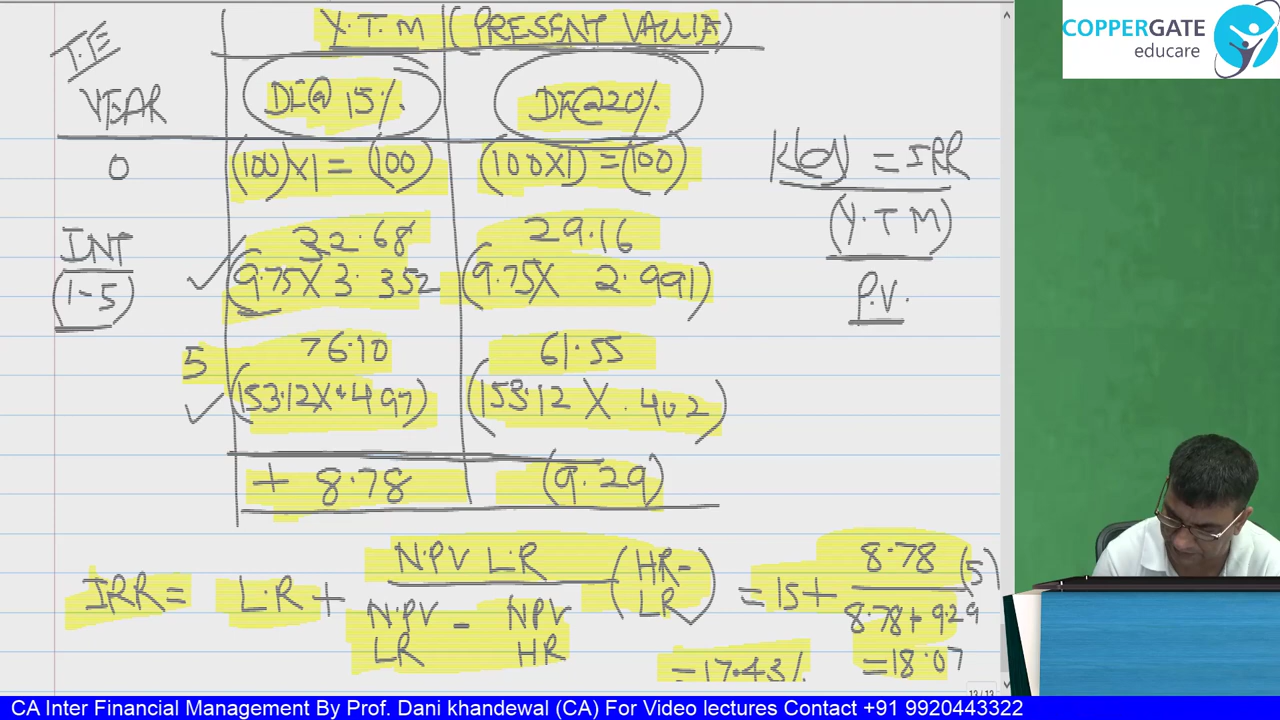 COPPERGATE
educare
Y.T.M (PRESENT VALUE)
T.E
YEAR DF@ 15% DF@ 20%
0 (100)X1 = (100) (100X1) = (100)
INT 32.68 29.16
(1-5) (9.75X3.352 (9.75X 2.991)
5 76.10 61.55
(153.12X.497) (153.12 X .402)
+ 8.78 (9.29)
K(e) = IRR
(Y.T.M)
P.V.
IRR= L.R + NPV LR (HR-LR) = 15+ 8.78 (5)
NPV LR - NPV HR 8.78+9.29
=17.43% =18.07
13 / 13
CA Inter Financial Management By Prof. Dani khandewal (CA) For Video lectures Contact +91 9920443322